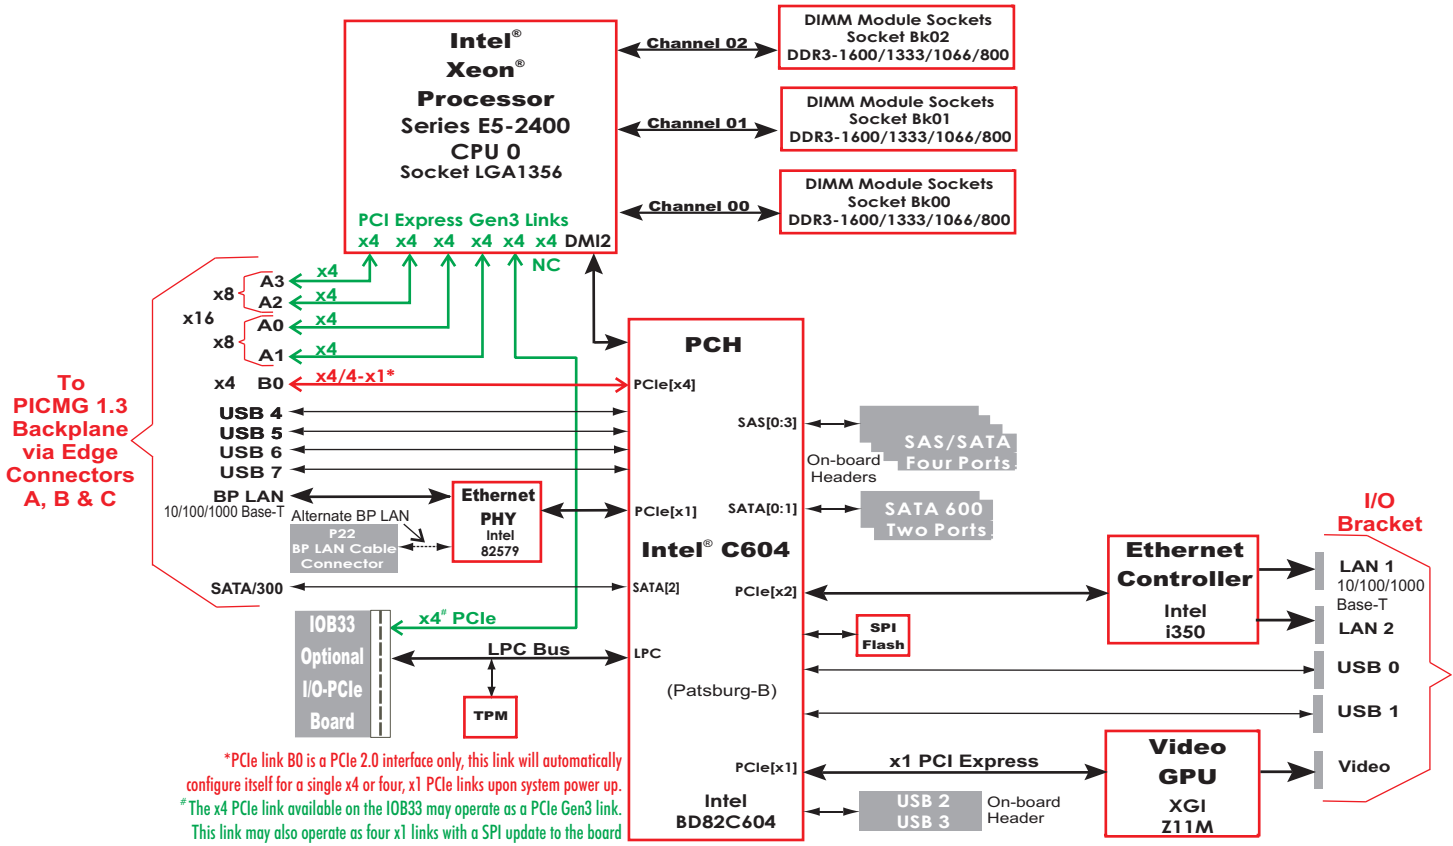 Intel®
Xeon®
Processor
Series E5-2400
CPU 0
Socket LGA1356
PCI Express Gen3 Links
x4 x4 x4 x4 x4 x4 DMI2
NC
Channel 02
DIMM Module Sockets
Socket Bk02
DDR3-1600/1333/1066/800
Channel 01
DIMM Module Sockets
Socket Bk01
DDR3-1600/1333/1066/800
Channel 00
DIMM Module Sockets
Socket Bk00
DDR3-1600/1333/1066/800
To
PICMG 1.3
Backplane
via Edge
Connectors
A, B & C
x16
x8
A3 x4
A2 x4
x8
A0 x4
A1 x4
x4 B0 x4/4-x1*
USB 4
USB 5
USB 6
USB 7
BP LAN
10/100/1000 Base-T
Alternate BP LAN
P22
BP LAN Cable
Connector
Ethernet
PHY
Intel
82579
SATA/300
IOB33
Optional
I/O-PCIe
Board
x4# PCIe
LPC Bus
TPM
PCH
PCIe[x4]
SAS[0:3]
PCIe[x1]
SATA[0:1]
Intel® C604
SATA[2]
PCIe[x2]
LPC
(Patsburg-B)
PCIe[x1]
Intel
BD82C604
On-board
Headers
SAS/SATA
Four Ports
SATA 600
Two Ports
SPI
Flash
Ethernet
Controller
Intel
i350
x1 PCI Express
Video
GPU
XGI
Z11M
USB 2
USB 3
On-board
Header
I/O
Bracket
LAN 1
10/100/1000
Base-T
LAN 2
USB 0
USB 1
Video
*PCIe link B0 is a PCIe 2.0 interface only, this link will automatically
configure itself for a single x4 or four, x1 PCIe links upon system power up.
# The x4 PCIe link available on the IOB33 may operate as a PCIe Gen3 link.
This link may also operate as four x1 links with a SPI update to the board